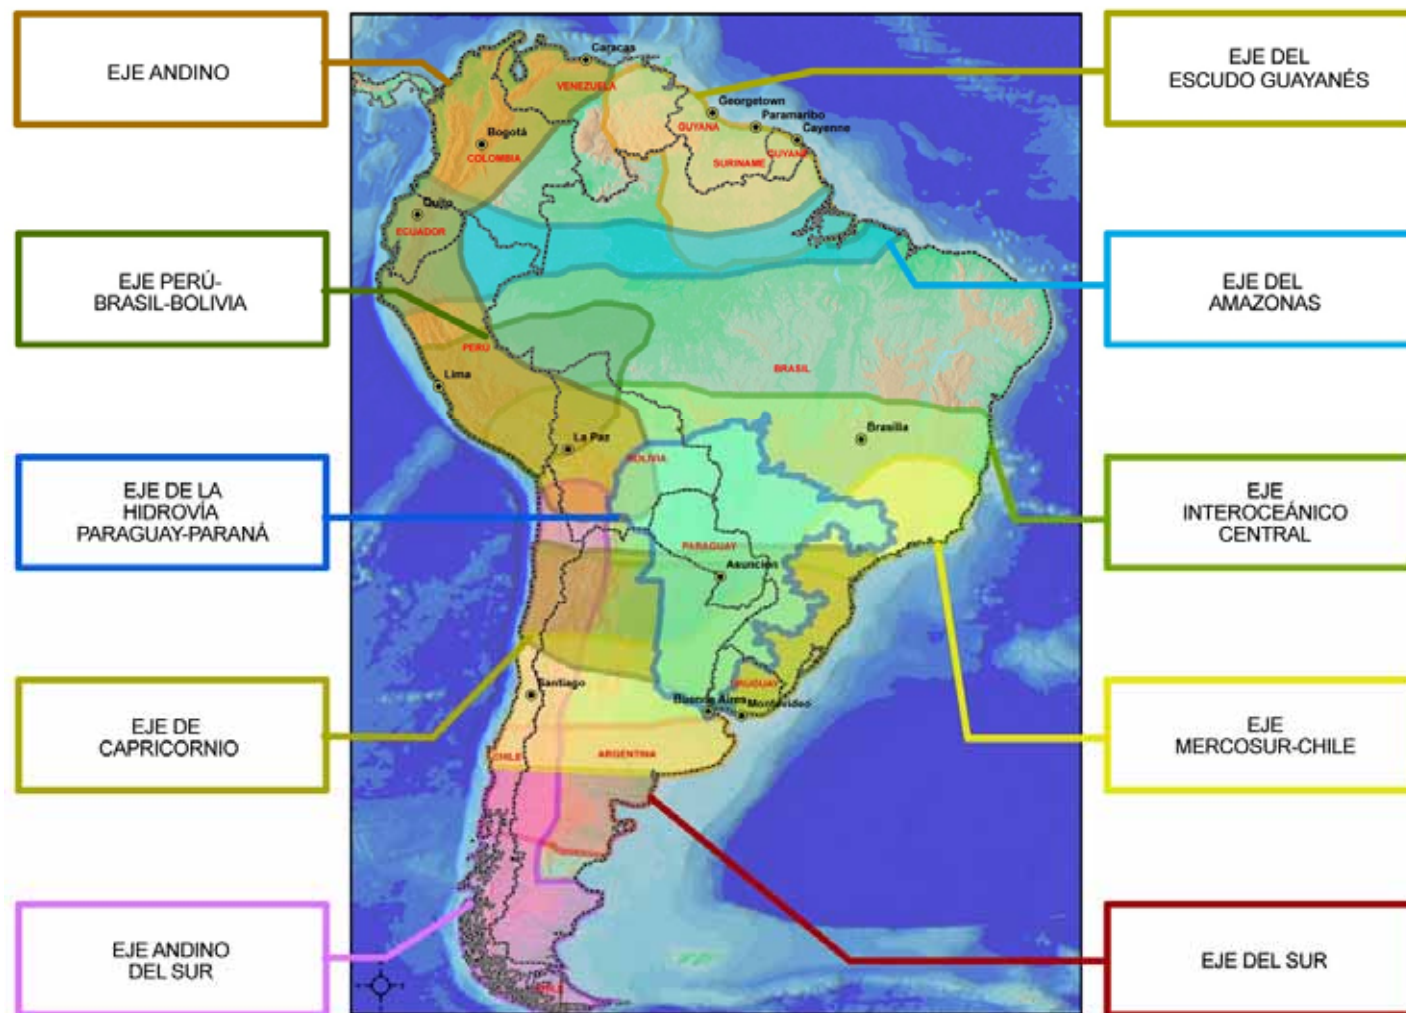 EJE ANDINO
EJE PERÚ-
BRASIL-BOLIVIA
EJE DE LA
HIDROVÍA
PARAGUAY-PARANÁ
EJE DE
CAPRICORNIO
EJE ANDINO
DEL SUR
Caracas
VENEZUELA
Georgetown
Paramaribo
Cayenne
GUYANA
SURINAME
GUYANA
Bogotá
COLOMBIA
Quito
ECUADOR
PERÚ
Lima
BRASIL
Brasilia
La Paz
BOLIVIA
PARAGUAY
Asunción
Santiago
URUGUAY
Buenos Aires
Montevideo
CHILE
ARGENTINA
CHILE
EJE DEL
ESCUDO GUAYANÉS
EJE DEL
AMAZONAS
EJE
INTEROCEÁNICO
CENTRAL
EJE
MERCOSUR-CHILE
EJE DEL SUR